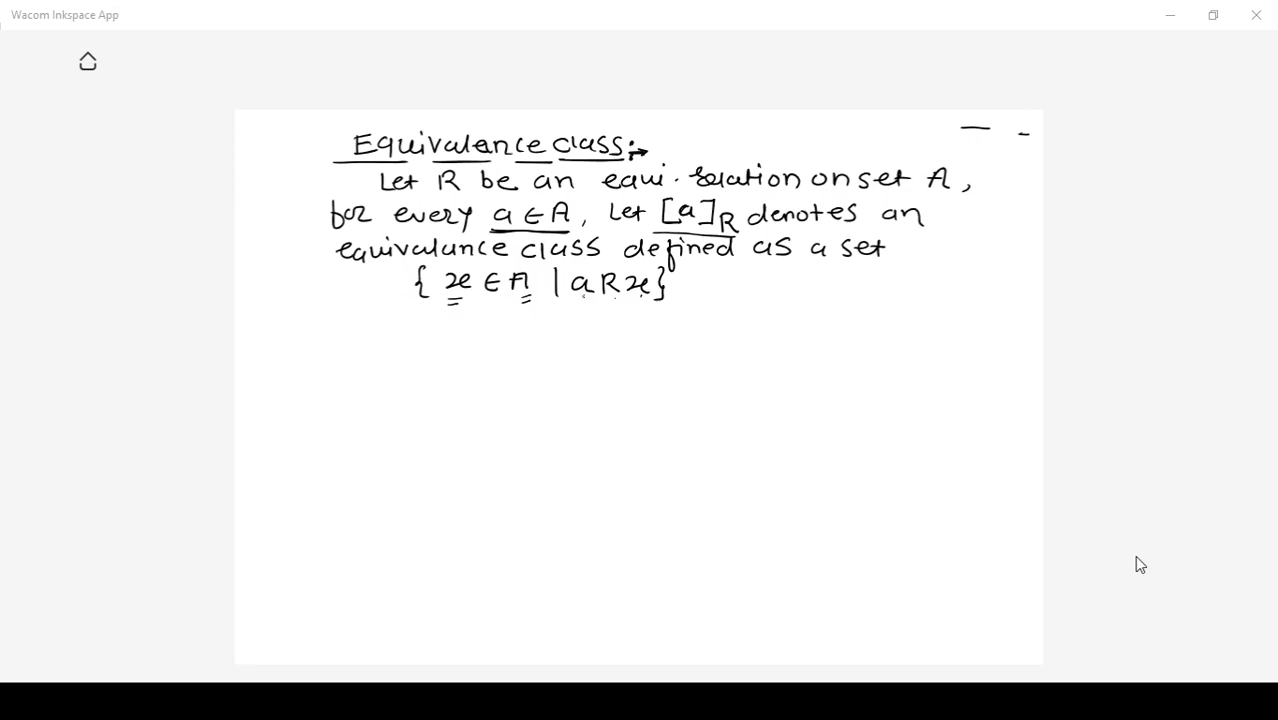 Wacom Inkspace App
Equivalence class:→
Let R be an equi. relation on set A,
for every a ∈ A, Let [a]R denotes an
equivalance class defined as a set
{ x ∈ A | a R x}